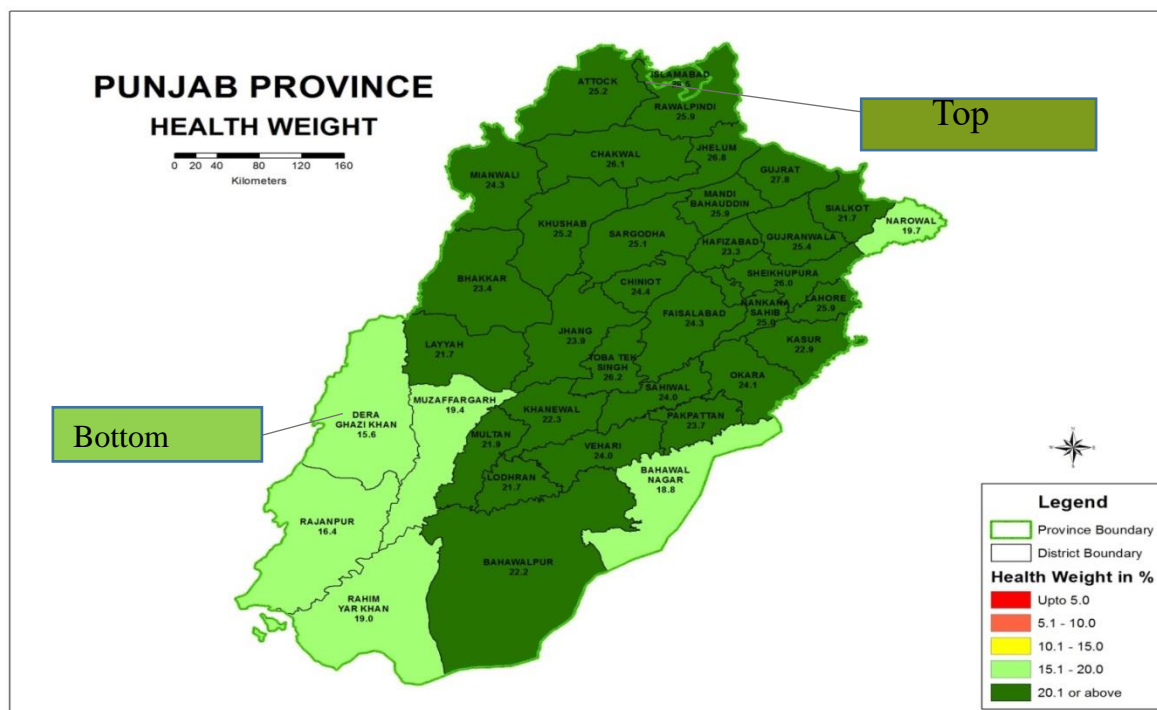 PUNJAB PROVINCE
HEALTH WEIGHT
0 20 40 80 120 160
Kilometers
Top
Bottom
ATTOCK
25.2
ISLAMABAD
RAWALPINDI
25.9
CHAKWAL
26.1
JHELUM
26.8
MIANWALI
24.3
GUJRAT
27.8
MANDI
BAHAUDDIN
25.9
SIALKOT
21.7
NAROWAL
19.7
KHUSHAB
25.2
SARGODHA
25.1
HAFIZABAD
23.3
GUJRANWALA
25.4
SHEIKHUPURA
26.0
BHAKKAR
23.4
CHINIOT
24.4
FAISALABAD
24.3
NANKANA
SAHIB
LAHORE
25.9
JHANG
23.9
KASUR
22.9
LAYYAH
21.7
TOBA TEK
SINGH
26.2
OKARA
24.1
SAHIWAL
24.0
MUZAFFARGARH
19.4
DERA
GHAZI KHAN
15.6
KHANEWAL
22.3
PAKPATTAN
23.7
MULTAN
21.9
VEHARI
24.0
LODHRAN
21.7
BAHAWAL
NAGAR
18.8
RAJANPUR
16.4
BAHAWALPUR
22.2
RAHIM
YAR KHAN
19.0
N
W E
S
Legend
Province Boundary
District Boundary
Health Weight in %
Upto 5.0
5.1 - 10.0
10.1 - 15.0
15.1 - 20.0
20.1 or above